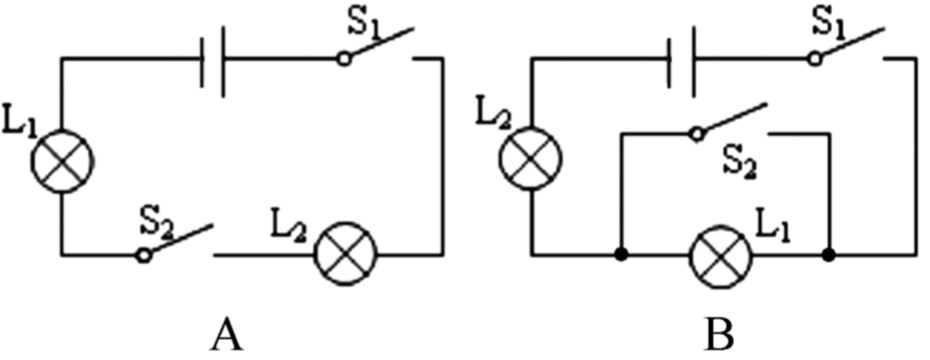 S₁ S₁
L₁ L₂
S₂
S₂ L₂ L₁
A B